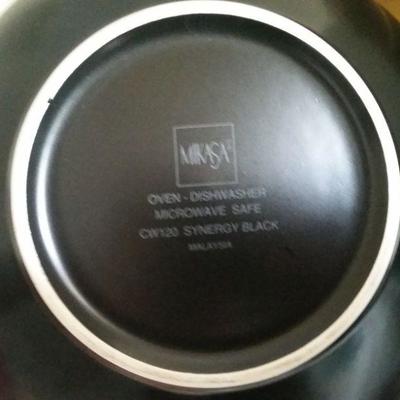 MIKASA
OVEN - DISHWASHER
MICROWAVE SAFE
CW120 SYNERGY BLACK
MALAYSIA